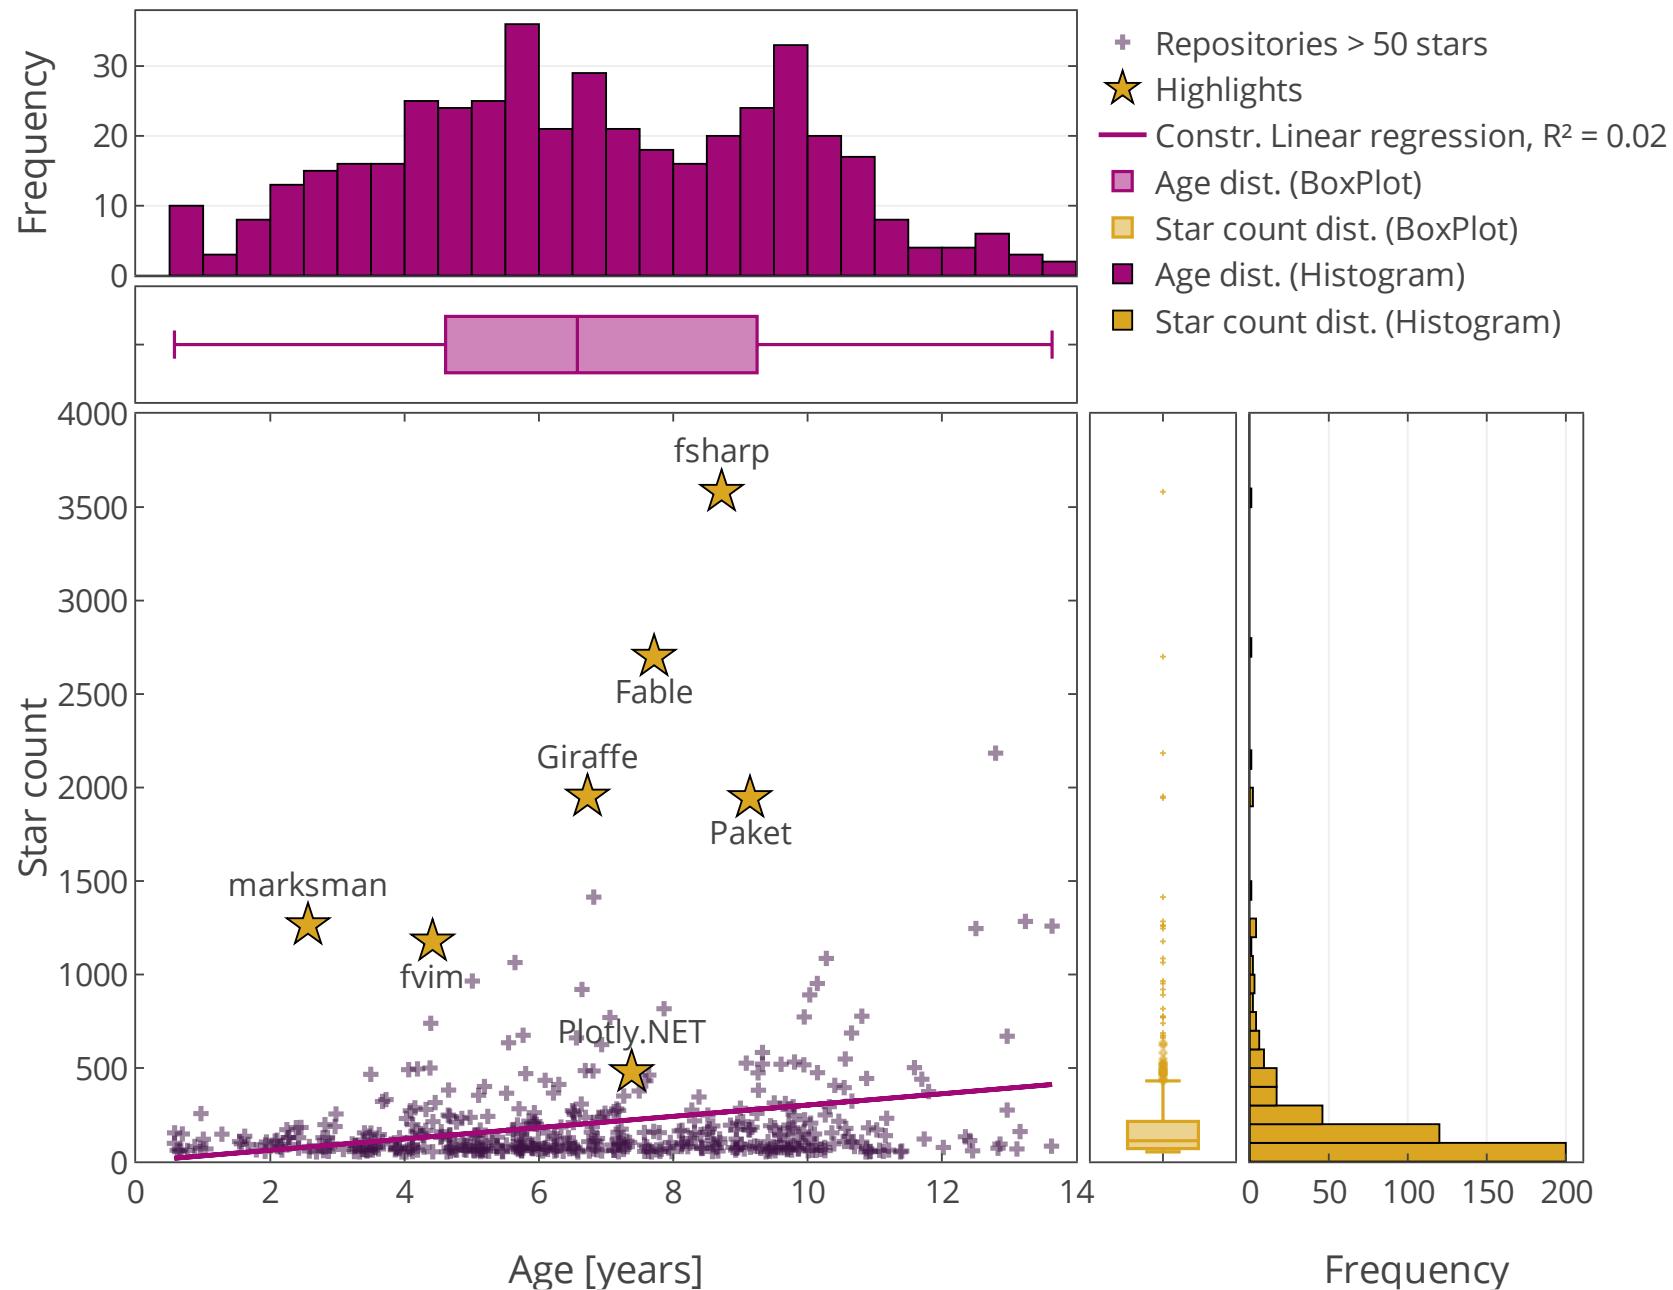 Frequency
30
20
10
0
Repositories > 50 stars
Highlights
Constr. Linear regression, R² = 0.02
Age dist. (BoxPlot)
Star count dist. (BoxPlot)
Age dist. (Histogram)
Star count dist. (Histogram)
Star count
4000
3500
3000
2500
2000
1500
1000
500
0
fsharp
Fable
Giraffe
Paket
marksman
fvim
Plotly.NET
0 2 4 6 8 10 12 14
0 50 100 150 200
Age [years]
Frequency